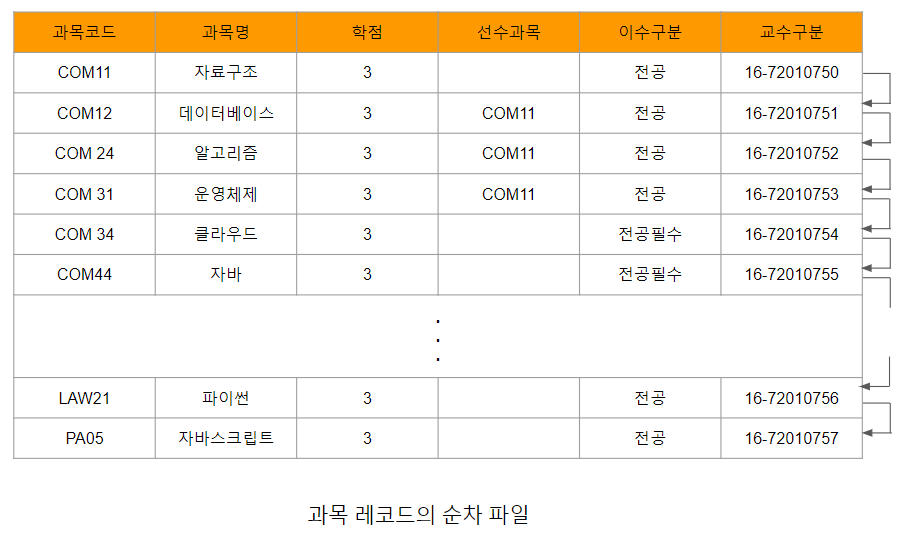 과목코드 과목명 학점 선수과목 이수구분 교수구분
COM11 자료구조 3 전공 16-72010750
COM12 데이터베이스 3 COM11 전공 16-72010751
COM 24 알고리즘 3 COM11 전공 16-72010752
COM 31 운영체제 3 COM11 전공 16-72010753
COM 34 클라우드 3 전공필수 16-72010754
COM44 자바 3 전공필수 16-72010755
.
.
.
LAW21 파이썬 3 전공 16-72010756
PA05 자바스크립트 3 전공 16-72010757
과목 레코드의 순차 파일